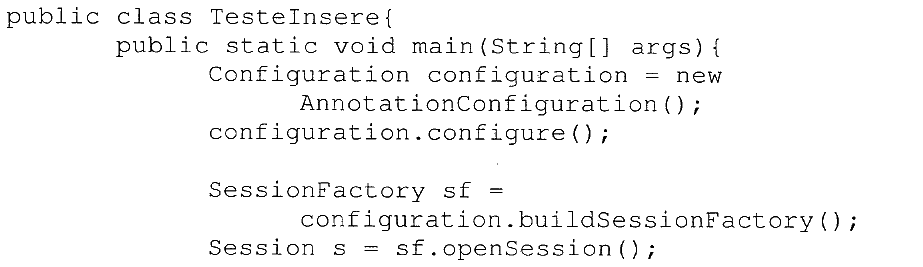 public class TesteInsere{
public static void main(String[] args){
Configuration configuration = new
AnnotationConfiguration();
configuration.configure();
SessionFactory sf =
configuration.buildSessionFactory();
Session s = sf.openSession();